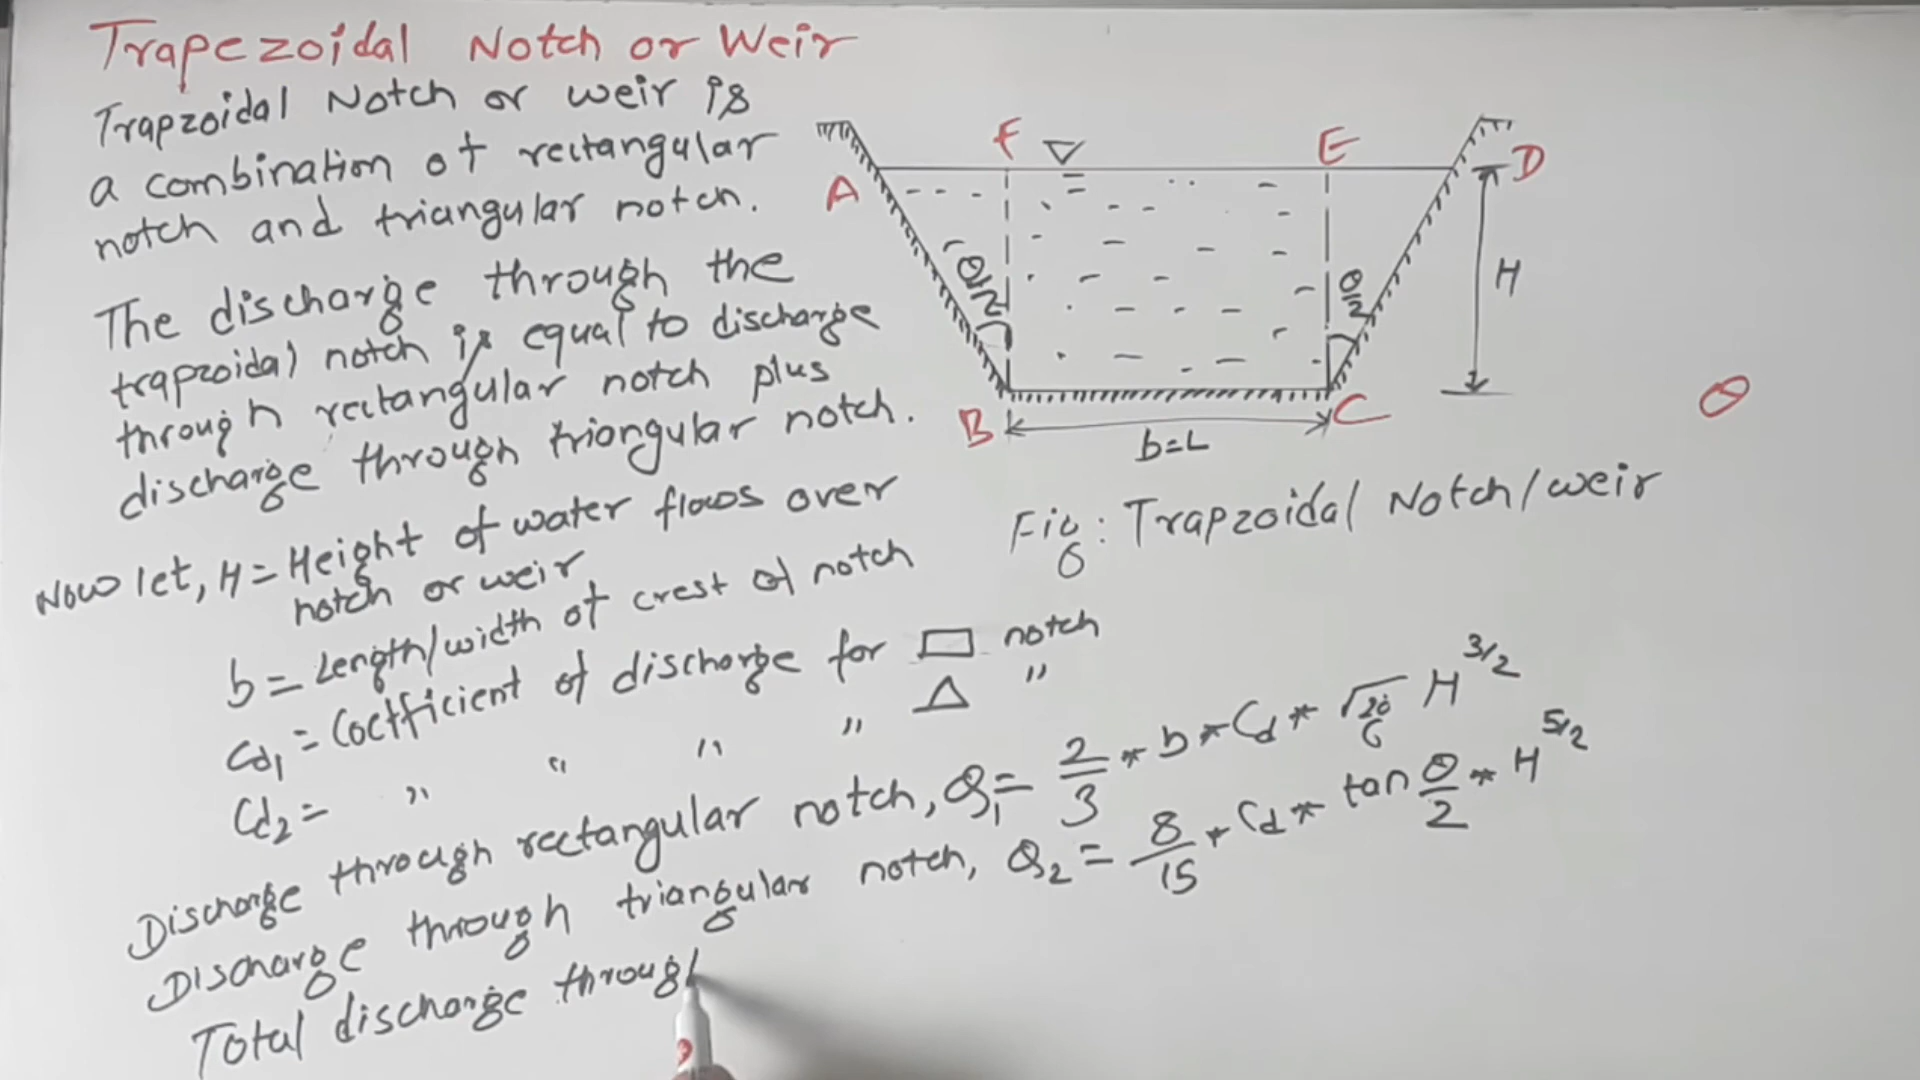 Trapezoidal Notch or Weir
Trapzoidal Notch or weir is
a combination of rectangular
notch and triangular notch.
The discharge through the
trapzoidal notch is equal to discharge
through rectangular notch plus
discharge through triangular notch.
Now let, H = Height of water flows over
notch or weir
b = Length/width of crest of notch
Cd1 = Coefficient of discharge for ▭ notch
Cd2 = " " " " △ "
Discharge through rectangular notch, Q1 = 2/3 * b * Cd * √2g H^3/2
Discharge through triangular notch, Q2 = 8/15 * Cd * tan θ/2 * H^5/2
Total discharge through
F
E
D
A
θ/2
θ/2
H
B
C
b=L
θ
Fig: Trapzoidal Notch/weir